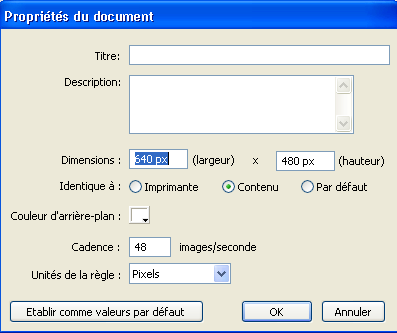 Propriétés du document
Titre:
Description:
Dimensions : 640 px (largeur) x 480 px (hauteur)
Identique à : Imprimante Contenu Par défaut
Couleur d'arrière-plan :
Cadence : 48 images/seconde
Unités de la règle : Pixels
Etablir comme valeurs par défaut OK Annuler